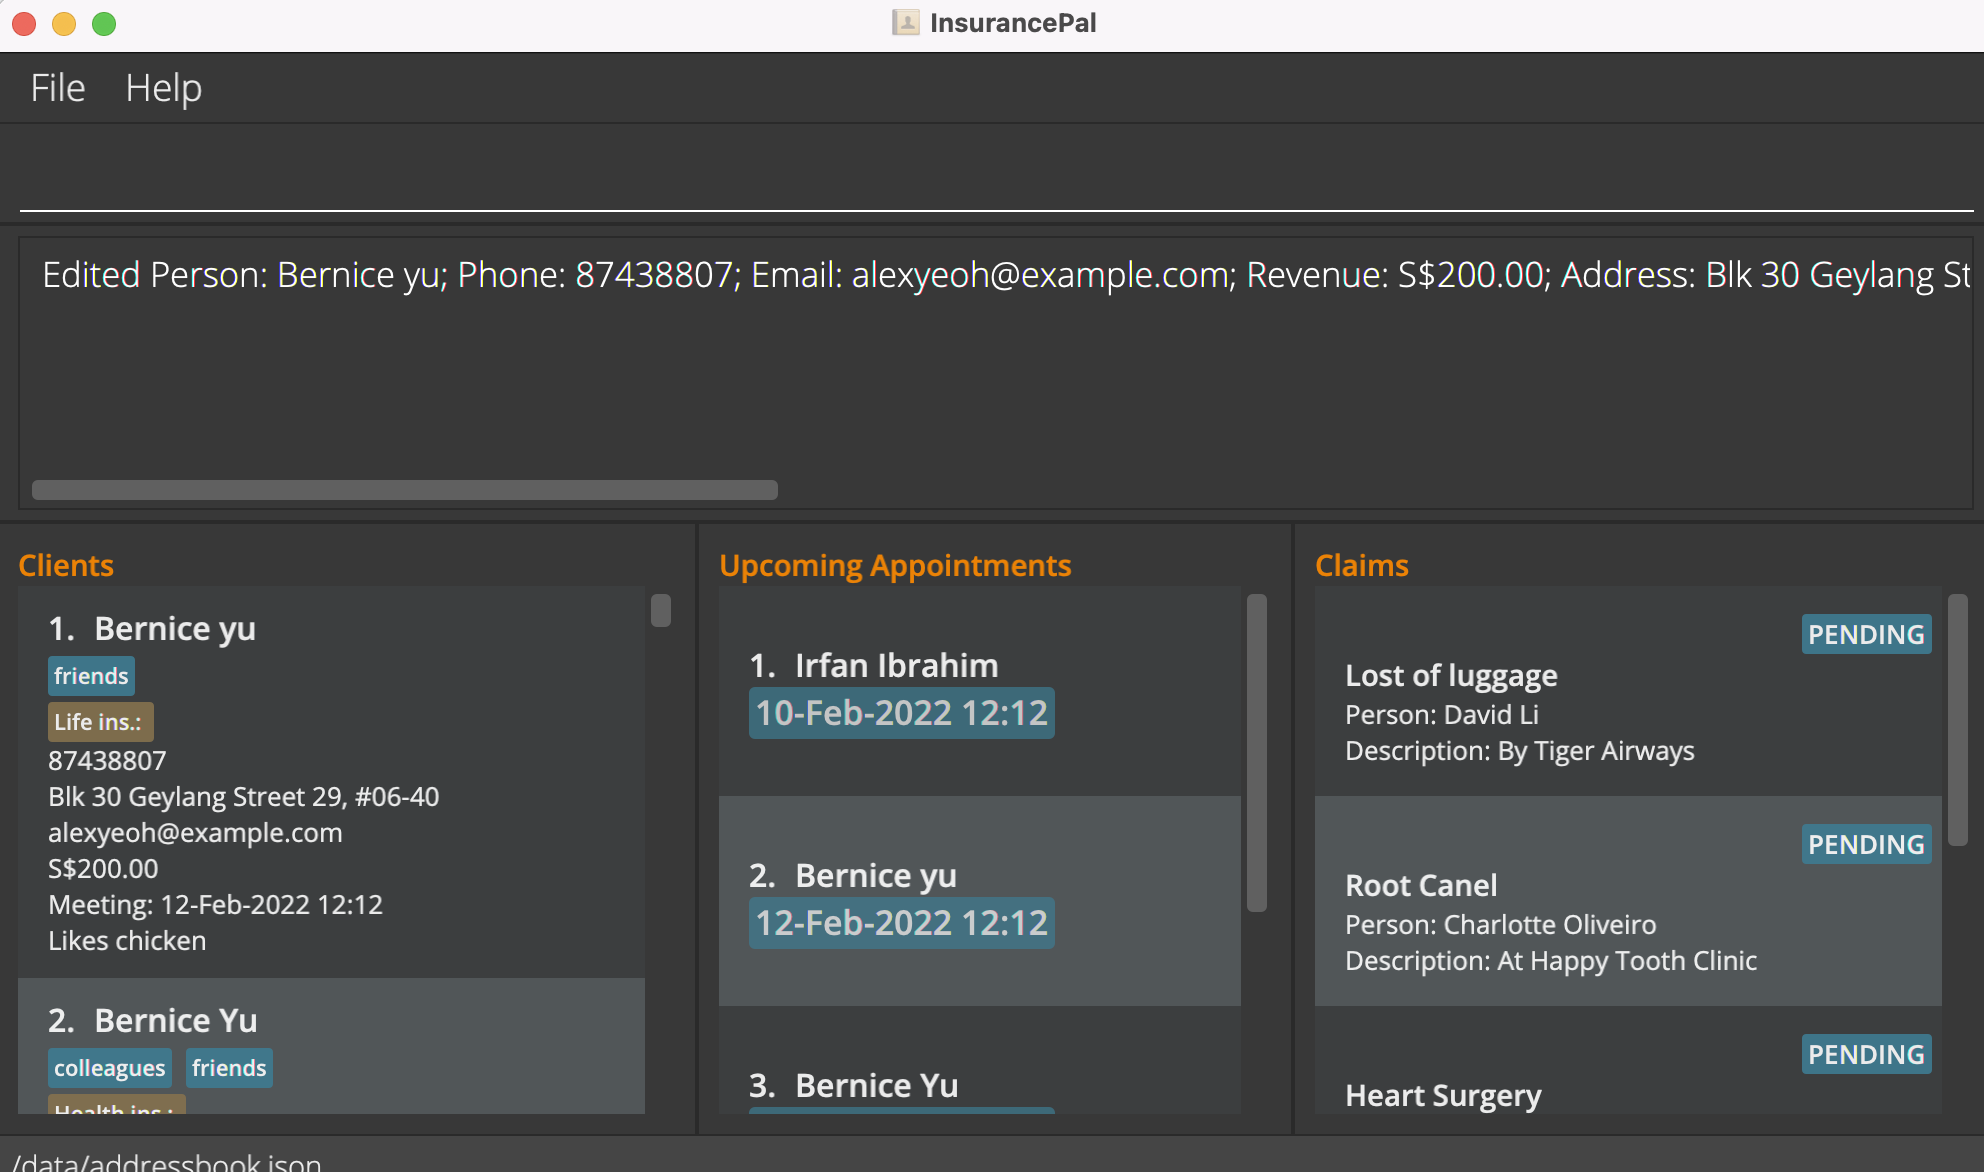 InsurancePal
File Help
Edited Person: Bernice yu; Phone: 87438807; Email: alexyeoh@example.com; Revenue: S$200.00; Address: Blk 30 Geylang St
Clients
1. Bernice yu
friends
Life ins.:
87438807
Blk 30 Geylang Street 29, #06-40
alexyeoh@example.com
S$200.00
Meeting: 12-Feb-2022 12:12
Likes chicken
2. Bernice Yu
colleagues friends
Health ins.:
Upcoming Appointments
1. Irfan Ibrahim
10-Feb-2022 12:12
2. Bernice yu
12-Feb-2022 12:12
3. Bernice Yu
Claims
PENDING
Lost of luggage
Person: David Li
Description: By Tiger Airways
PENDING
Root Canel
Person: Charlotte Oliveiro
Description: At Happy Tooth Clinic
PENDING
Heart Surgery
/data/addressbook.json